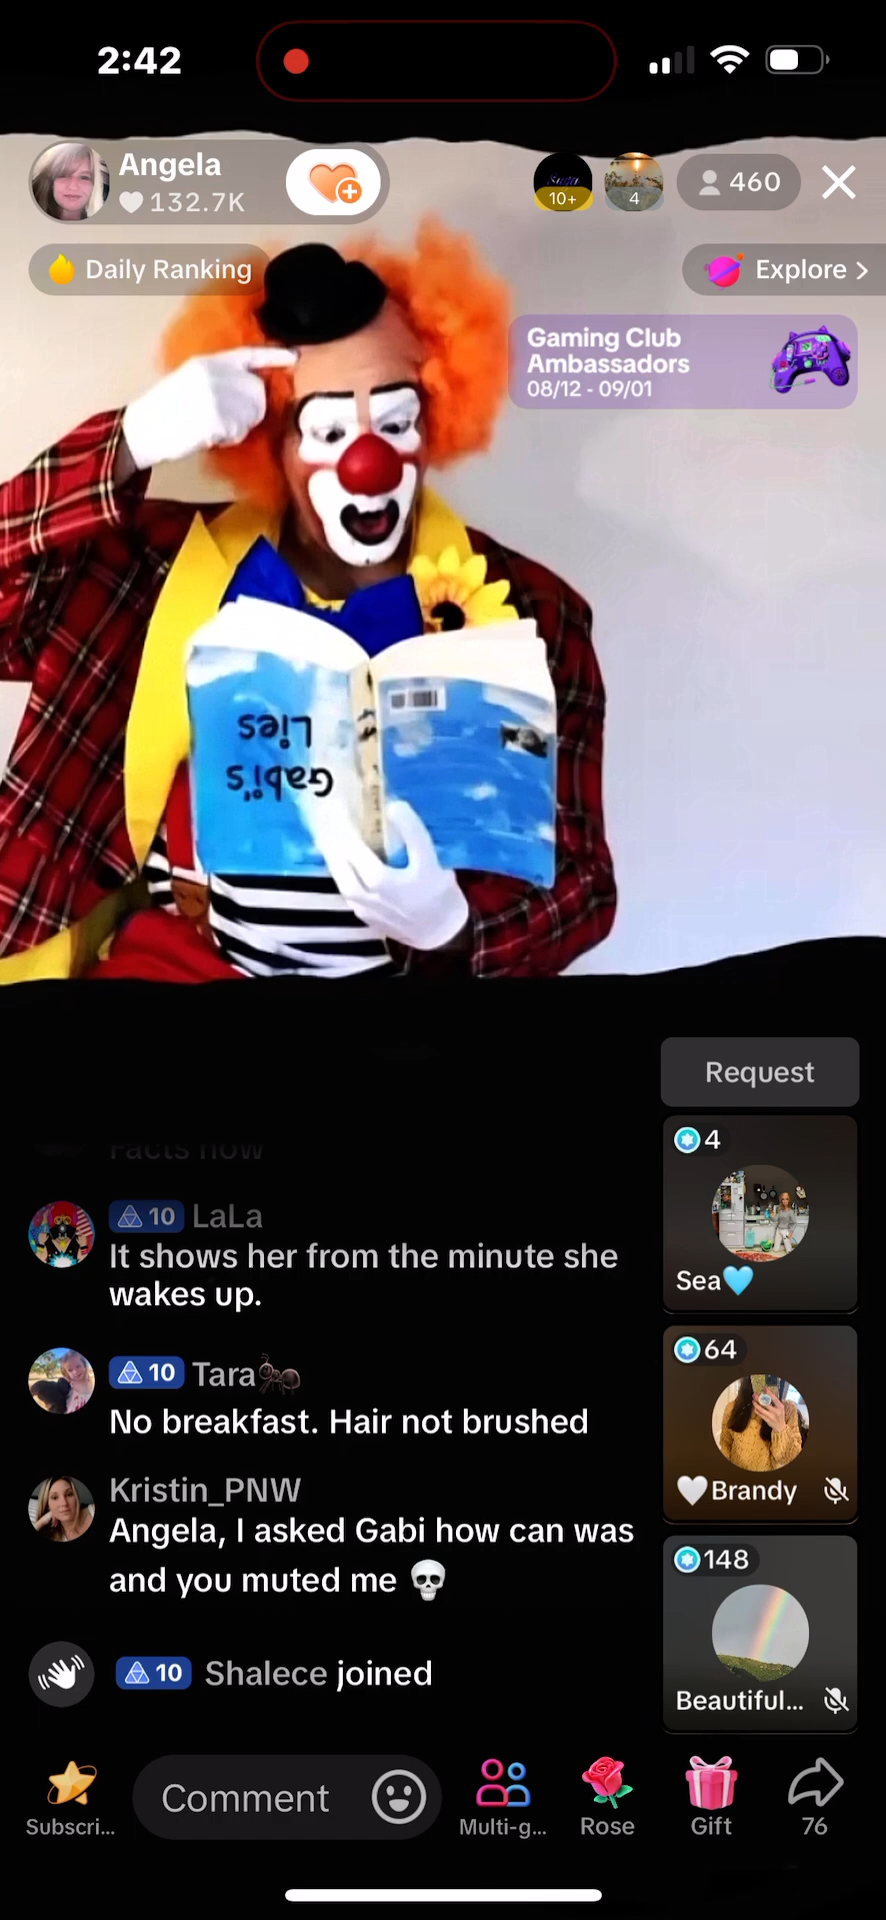 2:42
Angela
132.7K
10+
4
460
Daily Ranking
Explore >
Gaming Club
Ambassadors
08/12 - 09/01
Gabi's
Lies
Request
Facts now
4
10 LaLa
It shows her from the minute she
wakes up.
Sea
10 Tara
No breakfast. Hair not brushed
64
Brandy
Kristin_PNW
Angela, I asked Gabi how can was
and you muted me
148
Beautiful...
10 Shalece joined
Subscri...
Comment
Multi-g...
Rose
Gift
76